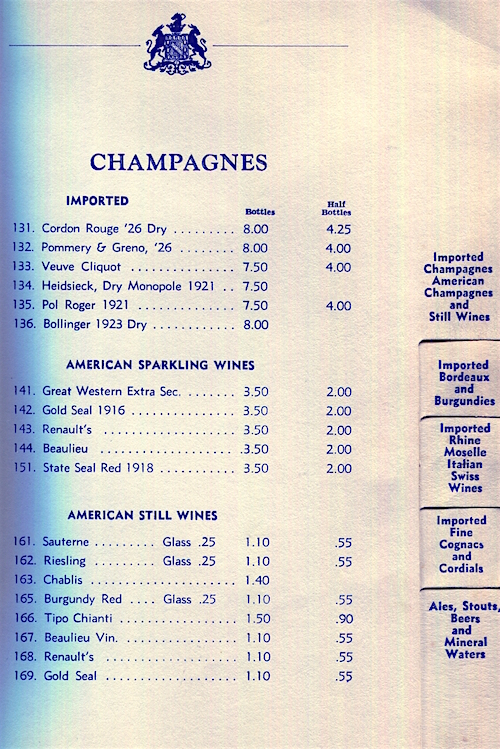 CHAMPAGNES
IMPORTED
Bottles
Half
Bottles
131. Cordon Rouge '26 Dry ......... 8.00 4.25
132. Pommery & Greno, '26 ........ 8.00 4.00
133. Veuve Cliquot ............... 7.50 4.00
134. Heidsieck, Dry Monopole 1921 .. 7.50
135. Pol Roger 1921 ............... 7.50 4.00
136. Bollinger 1923 Dry ............ 8.00
AMERICAN SPARKLING WINES
141. Great Western Extra Sec. ....... 3.50 2.00
142. Gold Seal 1916 ............... 3.50 2.00
143. Renault's .................... 3.50 2.00
144. Beaulieu .................... 3.50 2.00
151. State Seal Red 1918 ........... 3.50 2.00
AMERICAN STILL WINES
161. Sauterne ......... Glass .25 1.10 .55
162. Riesling ......... Glass .25 1.10 .55
163. Chablis ..................... 1.40
165. Burgundy Red .... Glass .25 1.10 .55
166. Tipo Chianti ................. 1.50 .90
167. Beaulieu Vin. ................ 1.10 .55
168. Renault's ................... 1.10 .55
169. Gold Seal ................... 1.10 .55
Imported
Champagnes
American
Champagnes
and
Still Wines
Imported
Bordeaux
and
Burgundies
Imported
Rhine
Moselle
Italian
Swiss
Wines
Imported
Fine
Cognacs
and
Cordials
Ales, Stouts,
Beers
and
Mineral
Waters